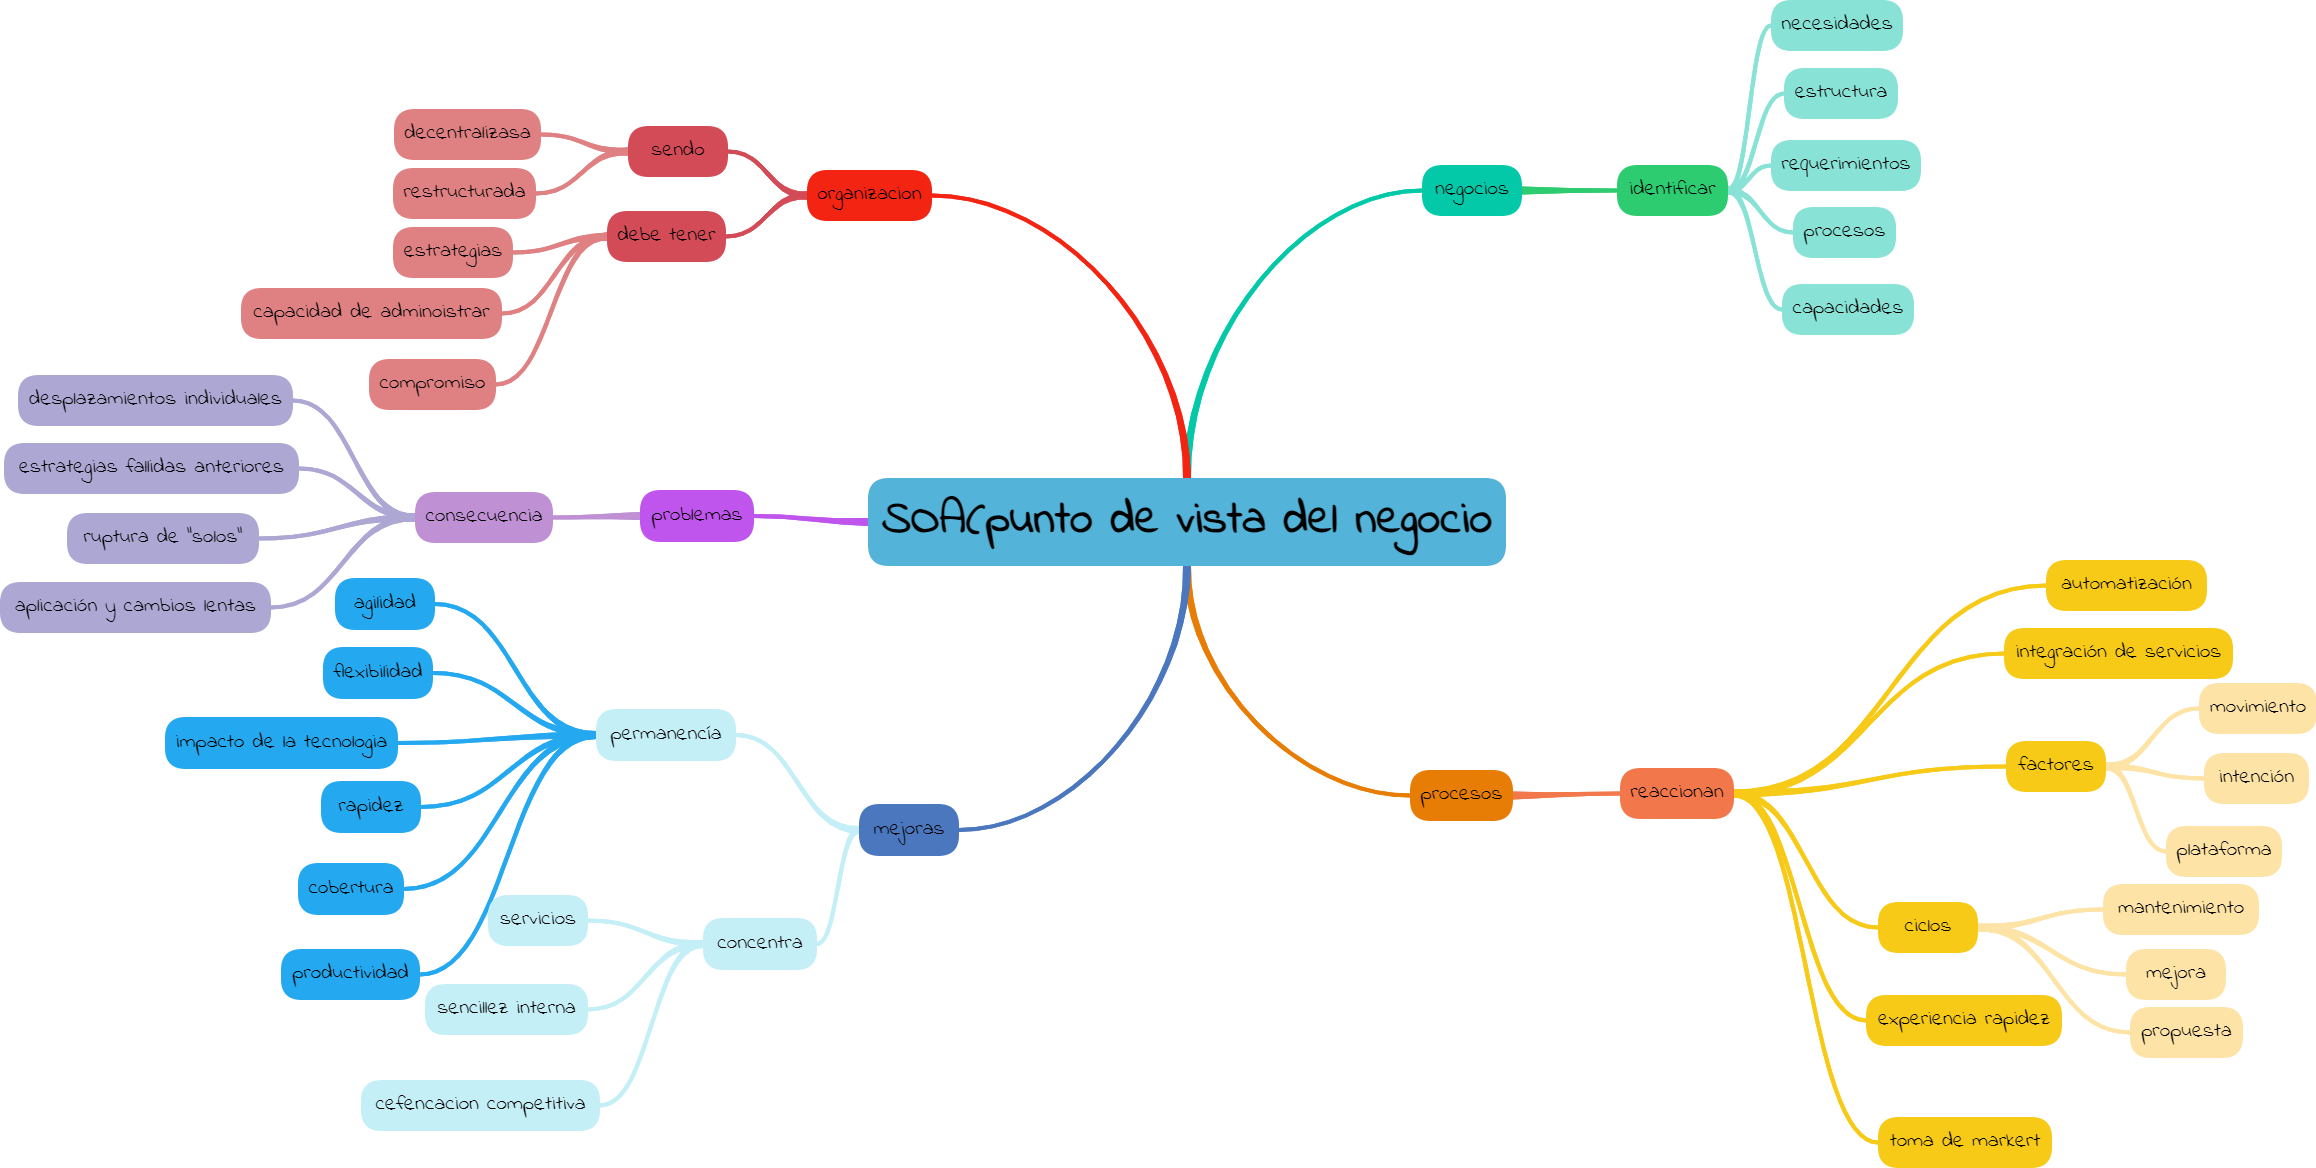 SOA(punto de vista del negocio
negocios
identificar
necesidades
estructura
requerimientos
procesos
capacidades
organizacion
sendo
decentralizasa
restructurada
debe tener
estrategias
capacidad de adminoistrar
compromiso
problemas
consecuencia
desplazamientos individuales
estrategias fallidas anteriores
ruptura de "solos"
aplicación y cambios lentas
mejoras
permanencía
agilidad
flexibilidad
impacto de la tecnologia
rapidez
cobertura
productividad
concentra
servicios
sencillez interna
cefencacion competitiva
procesos
reaccionan
automatización
integración de servicios
factores
movimiento
intención
plataforma
ciclos
mantenimiento
mejora
propuesta
experiencia rapidez
toma de markert